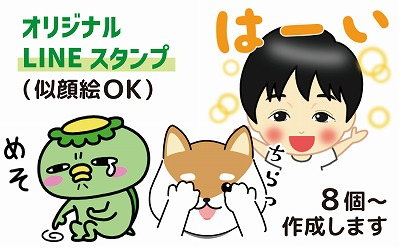 オリジナル
LINEスタンプ
(似顔絵OK)
はーい
めそ
ちらっ
8個～
作成します